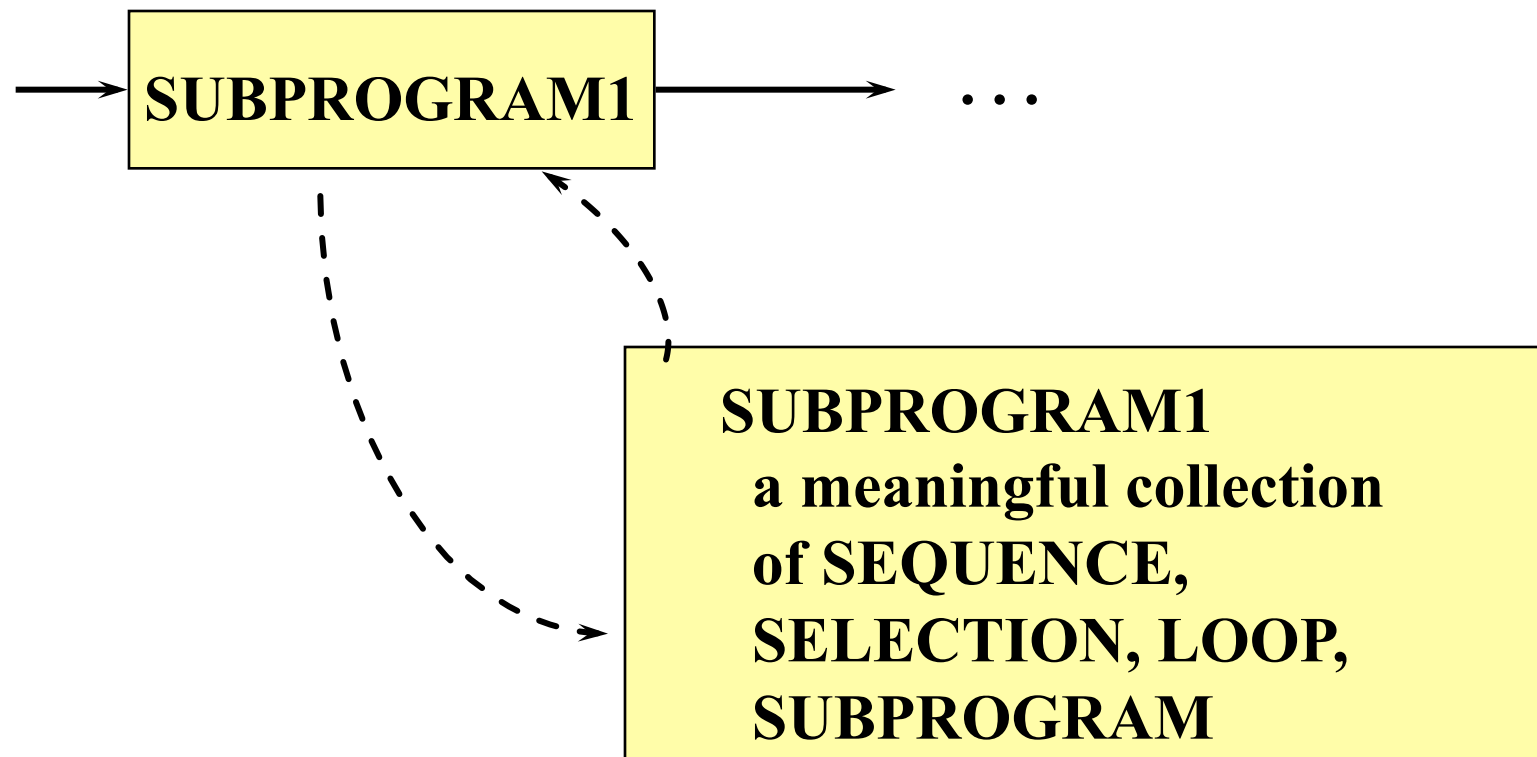 SUBPROGRAM1
. . .
SUBPROGRAM1
a meaningful collection
of SEQUENCE,
SELECTION, LOOP,
SUBPROGRAM